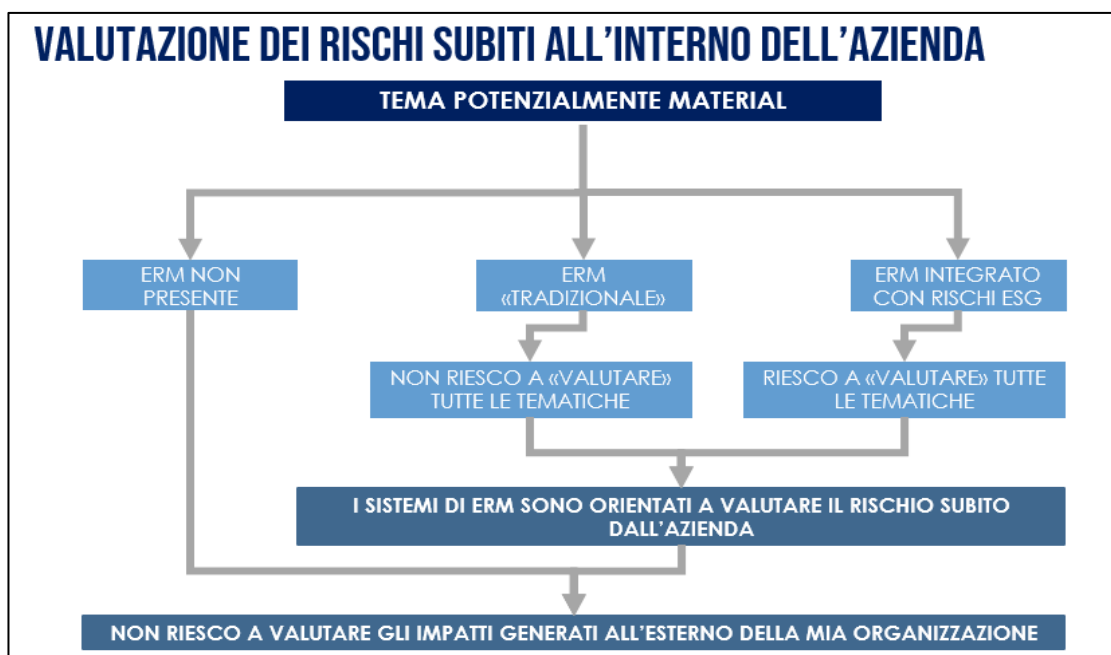 VALUTAZIONE DEI RISCHI SUBITI ALL'INTERNO DELL'AZIENDA
TEMA POTENZIALMENTE MATERIAL
ERM NON
PRESENTE
ERM
«TRADIZIONALE»
ERM INTEGRATO
CON RISCHI ESG
NON RIESCO A «VALUTARE»
TUTTE LE TEMATICHE
RIESCO A «VALUTARE» TUTTE
LE TEMATICHE
I SISTEMI DI ERM SONO ORIENTATI A VALUTARE IL RISCHIO SUBITO
DALL'AZIENDA
NON RIESCO A VALUTARE GLI IMPATTI GENERATI ALL'ESTERNO DELLA MIA ORGANIZZAZIONE